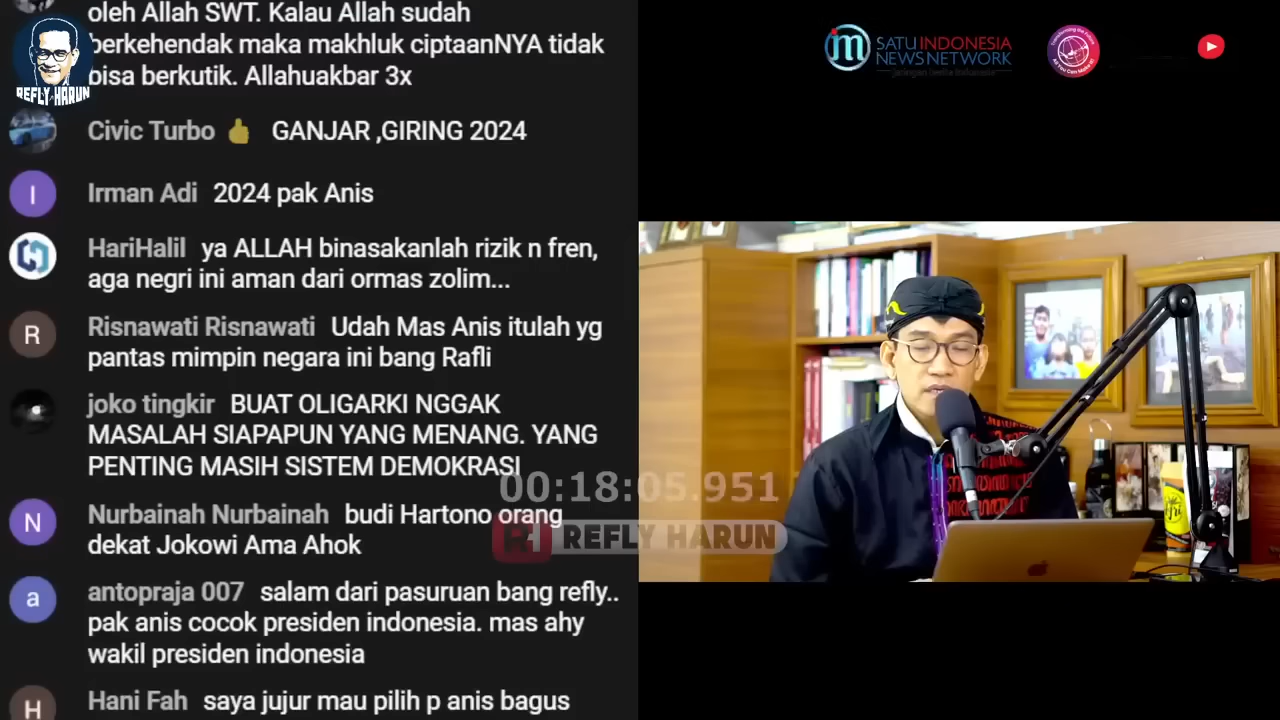 oleh Allah SWT. Kalau Allah sudah
berkehendak maka makhluk ciptaanNYA tidak
bisa berkutik. Allahuakbar 3x
REFLY HARUN
Civic Turbo 👍 GANJAR ,GIRING 2024
I
Irman Adi 2024 pak Anis
HariHalil ya ALLAH binasakanlah rizik n fren,
aga negri ini aman dari ormas zolim...
R
Risnawati Risnawati Udah Mas Anis itulah yg
pantas mimpin negara ini bang Rafli
joko tingkir BUAT OLIGARKI NGGAK
MASALAH SIAPAPUN YANG MENANG. YANG
PENTING MASIH SISTEM DEMOKRASI
N
Nurbainah Nurbainah budi Hartono orang
dekat Jokowi Ama Ahok
a
antopraja 007 salam dari pasuruan bang refly..
pak anis cocok presiden indonesia. mas ahy
wakil presiden indonesia
H
Hani Fah saya jujur mau pilih p anis bagus
00:18:05.951
RH REFLY HARUN
SATU INDONESIA
NEWS NETWORK